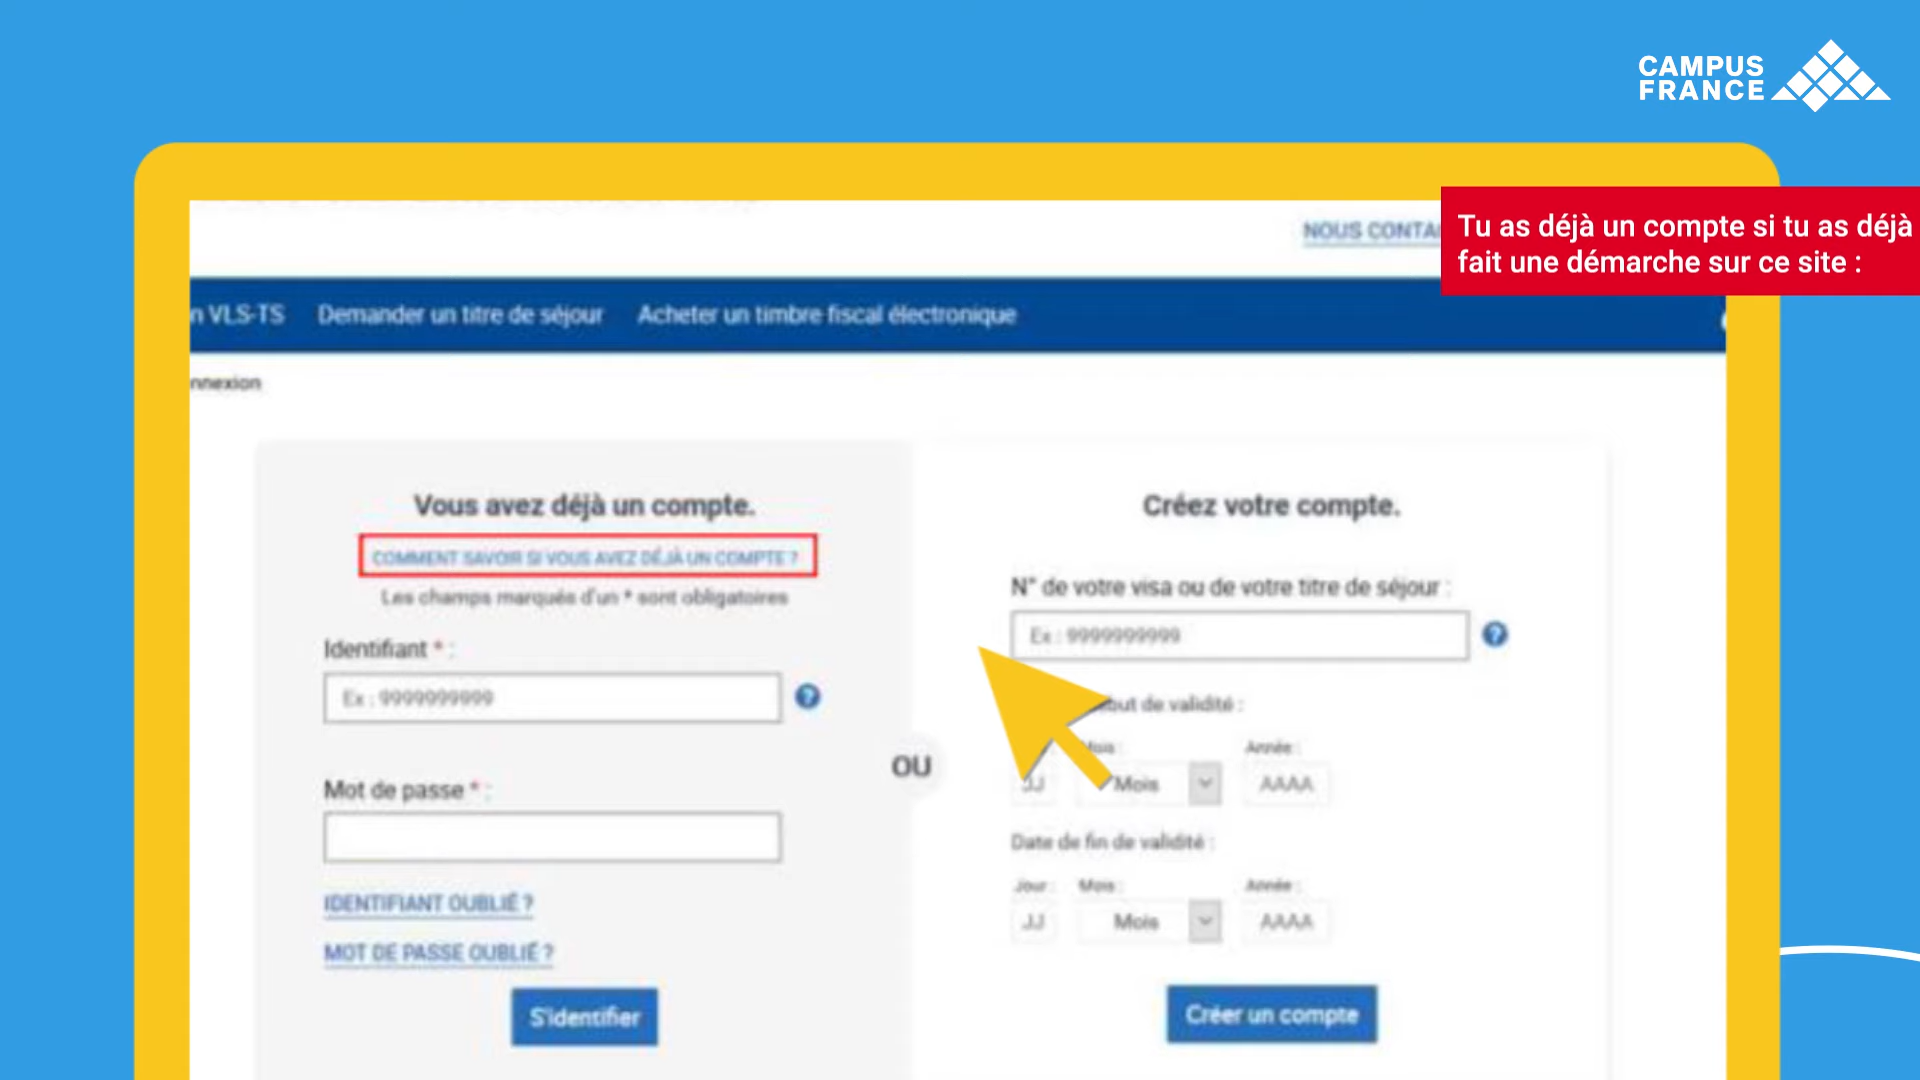 CAMPUS
FRANCE
Tu as déjà un compte si tu as déjà
fait une démarche sur ce site :
NOUS
VLS-TS Demander un titre de séjour Acheter un timbre fiscal électronique
Vous avez déjà un compte.
COMMENT SAVOIR SI VOUS AVEZ DÉJÀ UN COMPTE ?
Les champs marqués d'un * sont obligatoires
Identifiant * :
Ex : 9999999999
Mot de passe * :
IDENTIFIANT OUBLIÉ ?
MOT DE PASSE OUBLIÉ ?
S'identifier
OU
Créez votre compte.
N° de votre visa ou de votre titre de séjour :
Ex : 9999999999
de validité :
Mois : Année :
JJ Mois AAAA
Date de fin de validité :
Jour : Mois : Année :
JJ Mois AAAA
Créer un compte